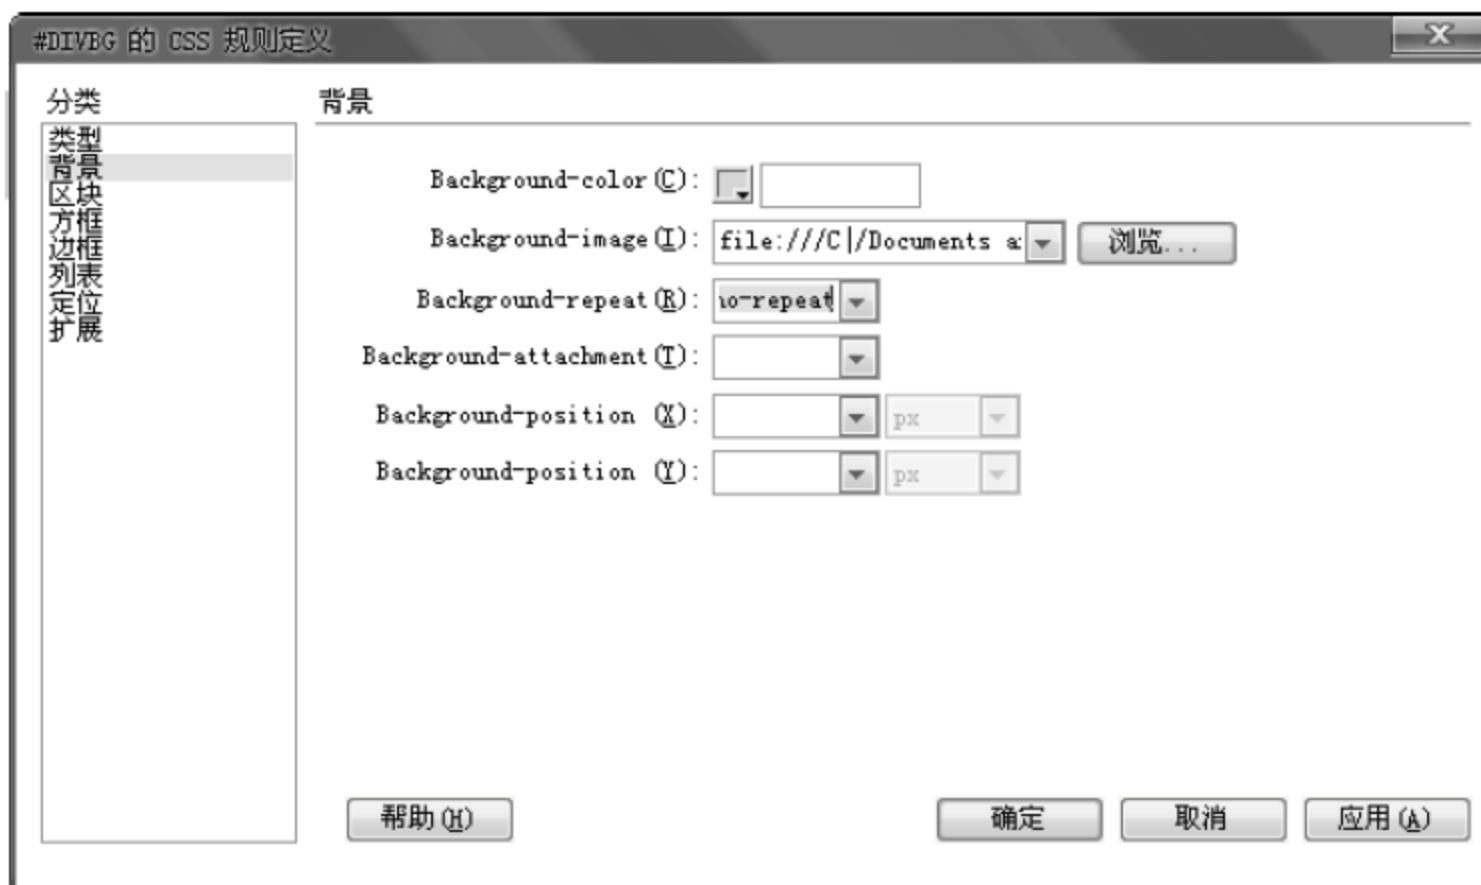 #DIVBG 的 CSS 规则定义
分类
类型
背景
区块
方框
边框
列表
定位
扩展
背景
Background-color(C):
Background-image(I): file:///C|/Documents a 浏览...
Background-repeat(R): no-repeat
Background-attachment(T):
Background-position (X): px
Background-position (Y): px
帮助(H) 确定 取消 应用(A)